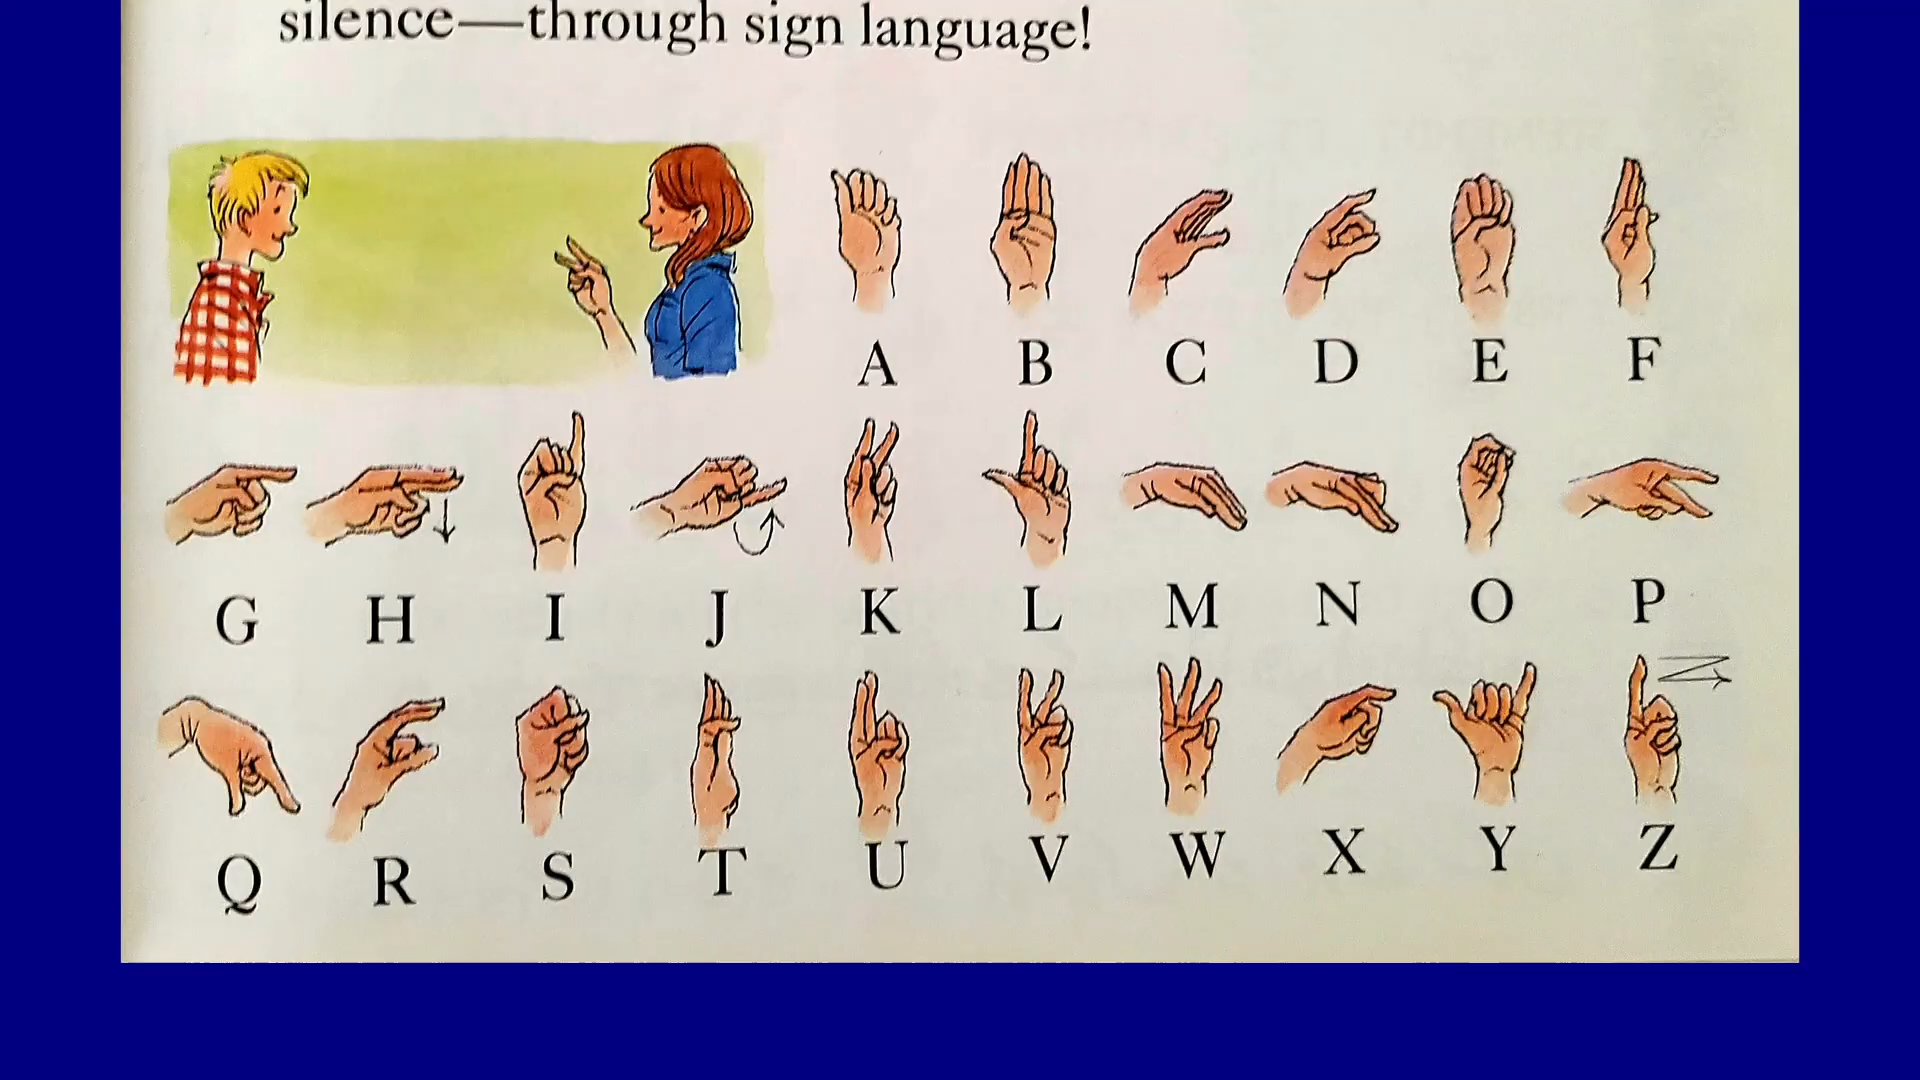 silence—through sign language!
A B C D E F
G H I J K L M N O P
Q R S T U V W X Y Z